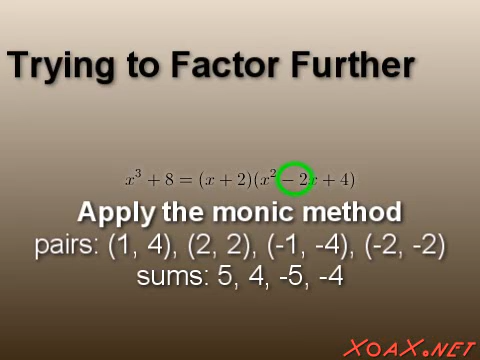 Trying to Factor Further
x³ + 8 = (x + 2)(x² − 2x + 4)
Apply the monic method
pairs: (1, 4), (2, 2), (-1, -4), (-2, -2)
sums: 5, 4, -5, -4
XOAX.NET